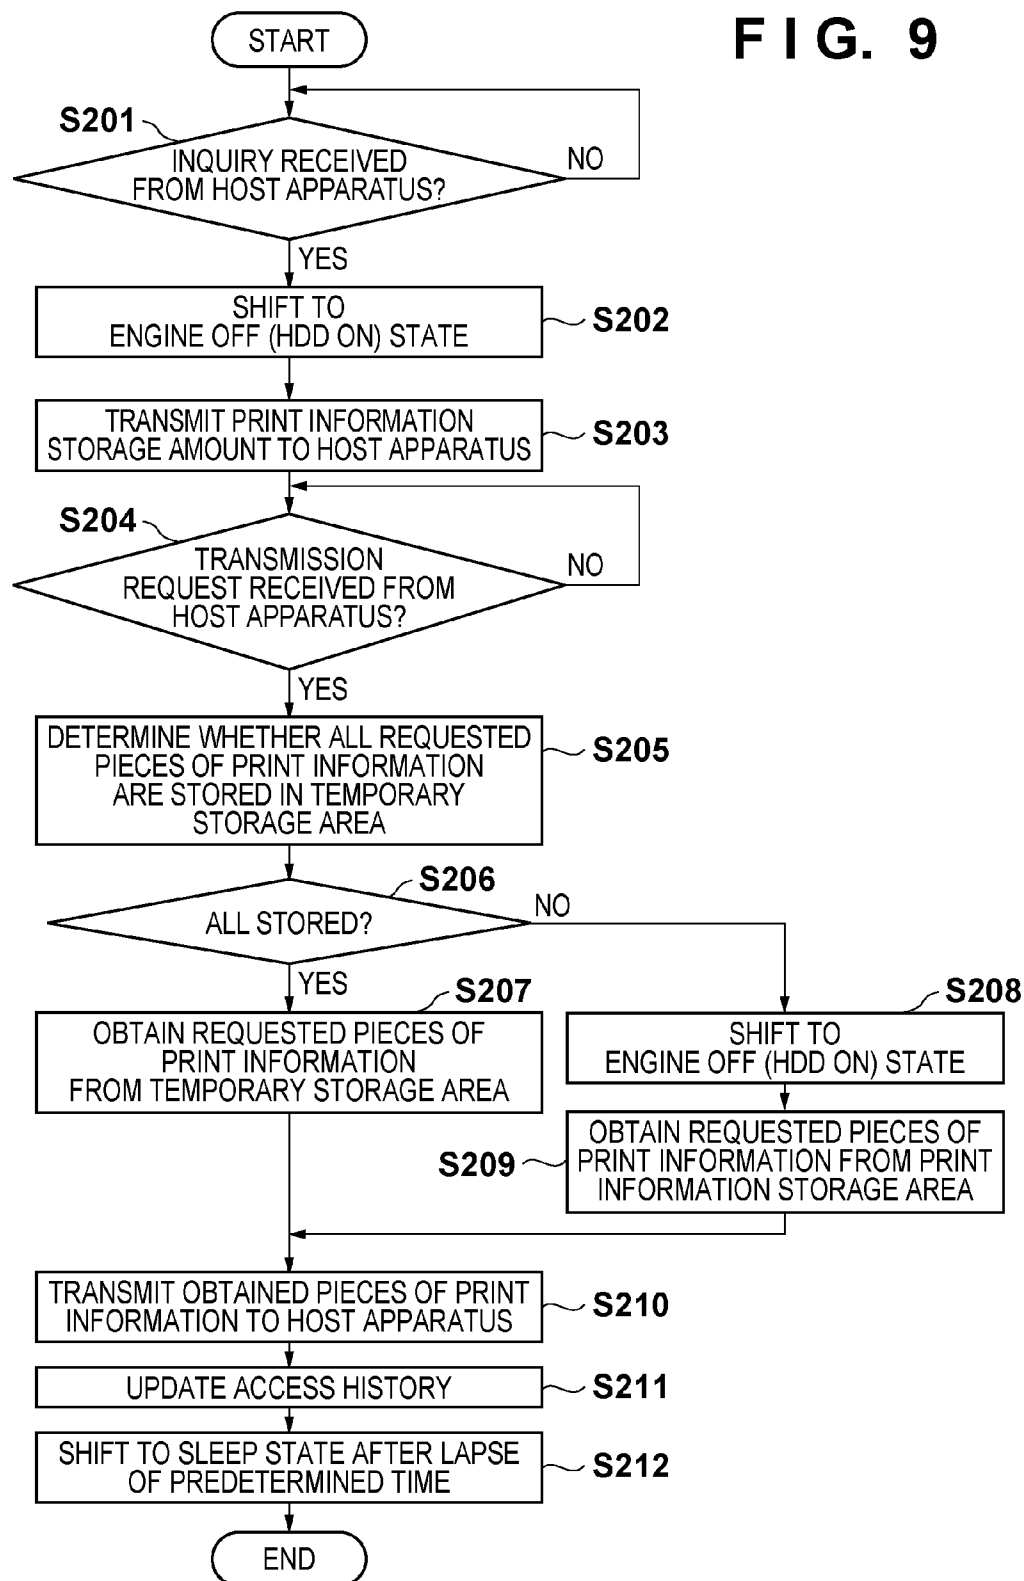 FIG. 9
START
S201
INQUIRY RECEIVED
FROM HOST APPARATUS?
NO
YES
SHIFT TO
ENGINE OFF (HDD ON) STATE
S202
TRANSMIT PRINT INFORMATION
STORAGE AMOUNT TO HOST APPARATUS
S203
S204
TRANSMISSION
REQUEST RECEIVED FROM
HOST APPARATUS?
NO
YES
DETERMINE WHETHER ALL REQUESTED
PIECES OF PRINT INFORMATION
ARE STORED IN TEMPORARY
STORAGE AREA
S205
S206
ALL STORED?
NO
YES
S207
OBTAIN REQUESTED PIECES OF
PRINT INFORMATION
FROM TEMPORARY STORAGE AREA
S208
SHIFT TO
ENGINE OFF (HDD ON) STATE
S209
OBTAIN REQUESTED PIECES OF
PRINT INFORMATION FROM PRINT
INFORMATION STORAGE AREA
TRANSMIT OBTAINED PIECES OF PRINT
INFORMATION TO HOST APPARATUS
S210
UPDATE ACCESS HISTORY
S211
SHIFT TO SLEEP STATE AFTER LAPSE
OF PREDETERMINED TIME
S212
END